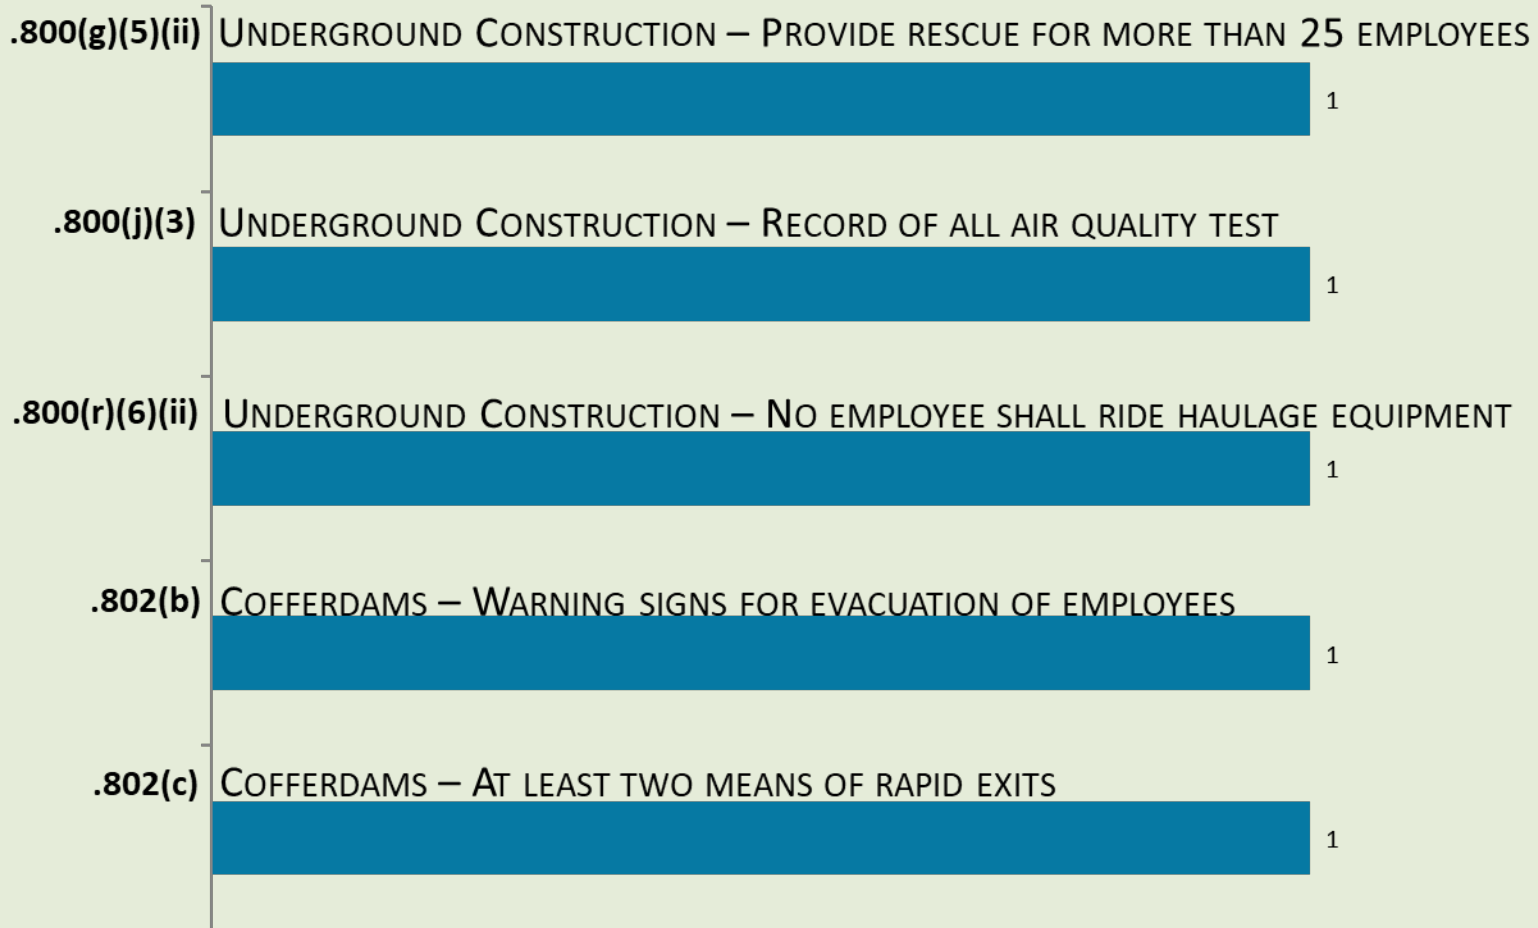 .800(g)(5)(ii) Underground Construction – Provide rescue for more than 25 employees
1
.800(j)(3) Underground Construction – Record of all air quality test
1
.800(r)(6)(ii) Underground Construction – No employee shall ride haulage equipment
1
.802(b) Cofferdams – Warning signs for evacuation of employees
1
.802(c) Cofferdams – At least two means of rapid exits
1